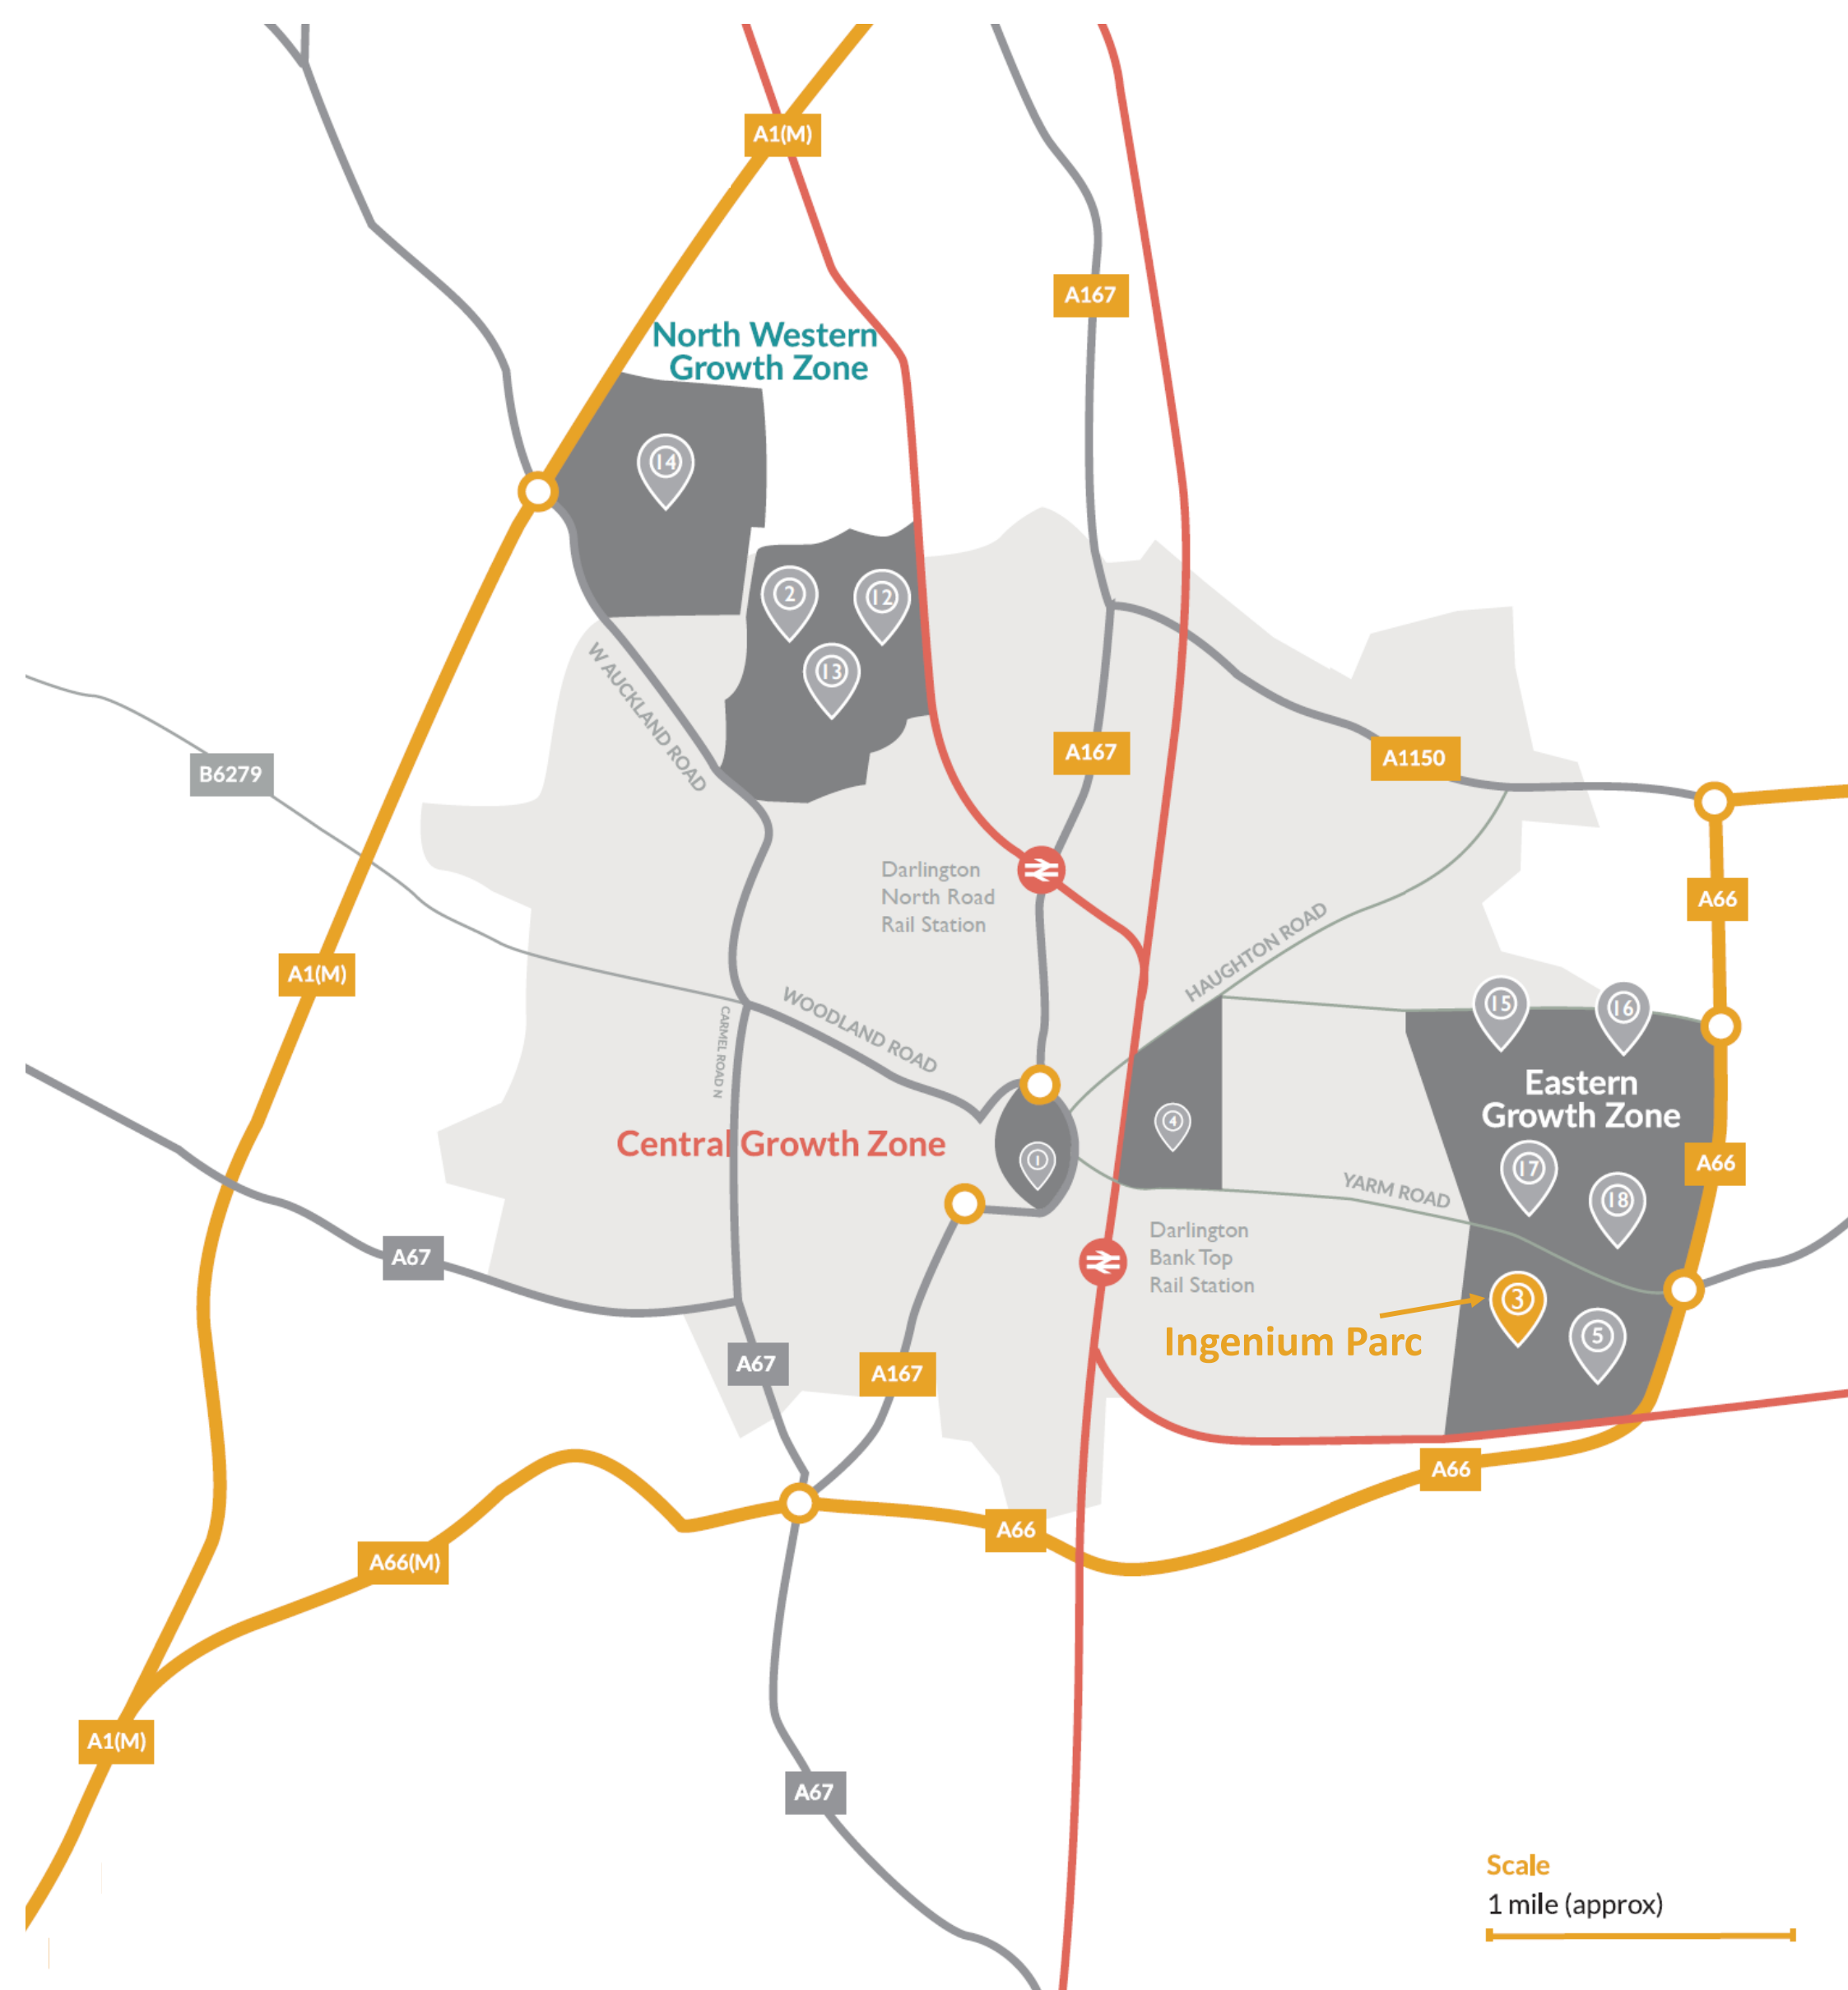 A1(M)
A167
North Western
Growth Zone
14
2
12
13
W AUCKLAND ROAD
B6279
A167
A1150
Darlington
North Road
Rail Station
A66
HAUGHTON ROAD
A1(M)
WOODLAND ROAD
CARMEL ROAD N
15
16
Eastern
Growth Zone
Central Growth Zone
1
4
17
18
A66
YARM ROAD
Darlington
Bank Top
Rail Station
A67
3
5
Ingenium Parc
A67
A167
A66
A66
A66(M)
A1(M)
A67
Scale
1 mile (approx)